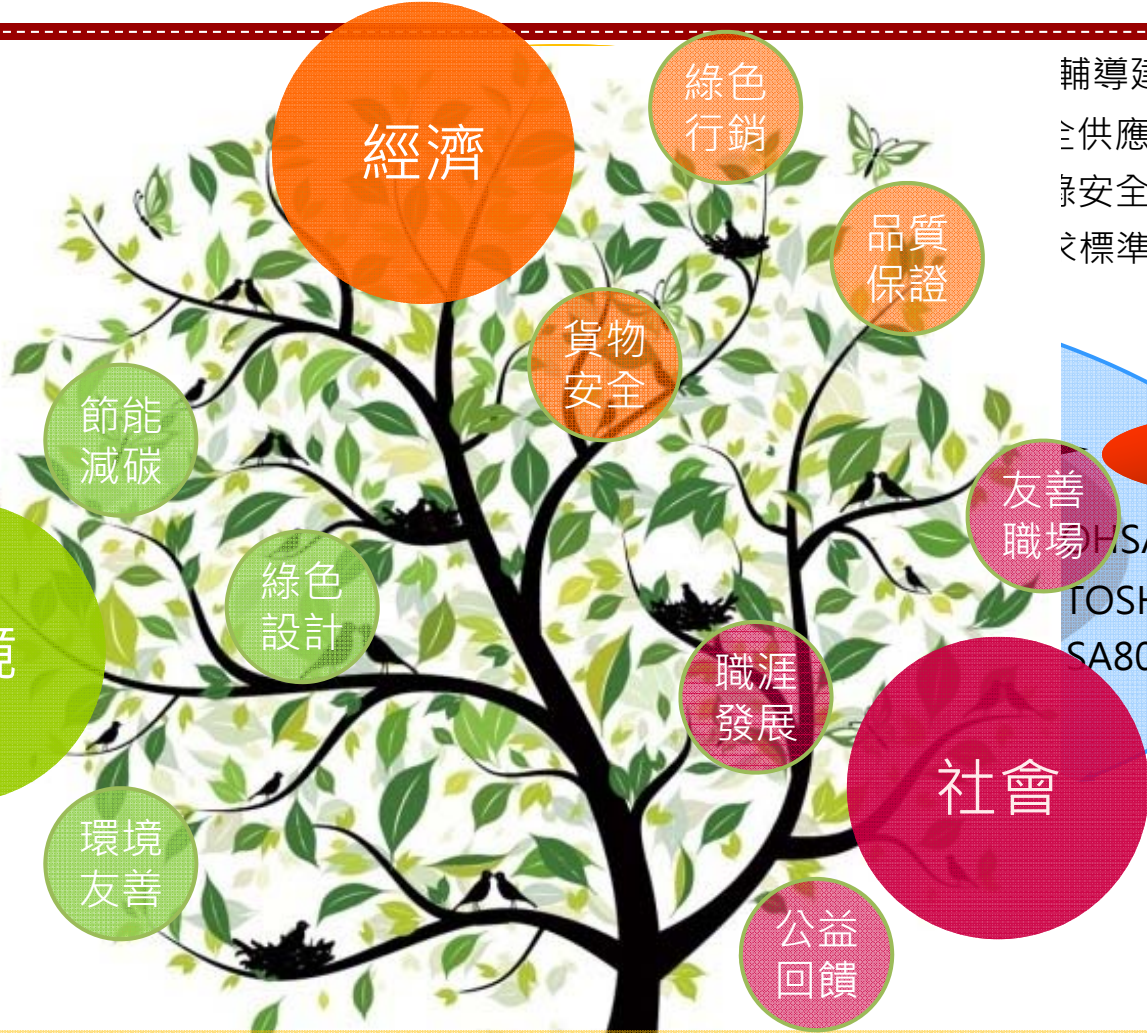 經濟
綠色
行銷
品質
保證
貨物
安全
節能
減碳
綠色
設計
環境
友善
友善
職場
職涯
發展
社會
公益
回饋
輔導
供應
安全
標準
TOSH
SA80